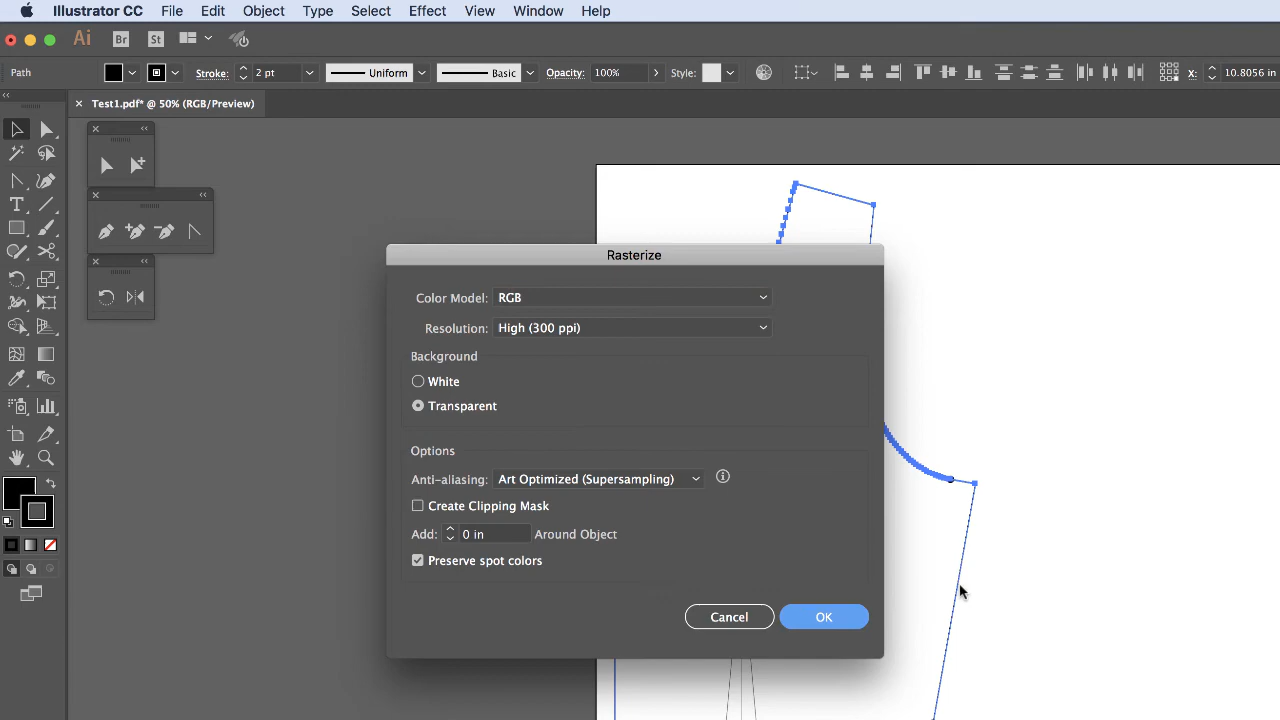 Illustrator CC File Edit Object Type Select Effect View Window Help
Ai Br St
Path Stroke: 2 pt Uniform Basic Opacity: 100% Style: X: 10.8056 in
Test1.pdf* @ 50% (RGB/Preview)
Rasterize
Color Model: RGB
Resolution: High (300 ppi)
Background
White
Transparent
Options
Anti-aliasing: Art Optimized (Supersampling)
Create Clipping Mask
Add: 0 in Around Object
Preserve spot colors
Cancel OK